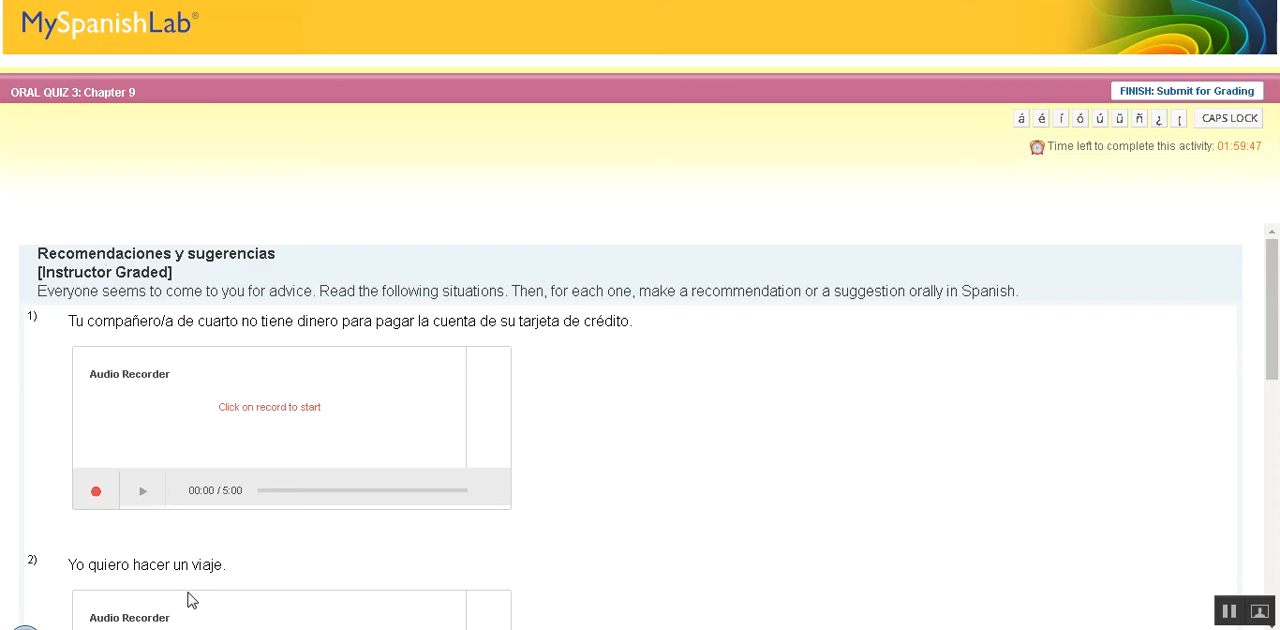 MySpanishLab®
ORAL QUIZ 3: Chapter 9
FINISH: Submit for Grading
á é í ó ú ü ñ ¿ ¡ CAPS LOCK
Time left to complete this activity: 01:59:47
Recomendaciones y sugerencias
[Instructor Graded]
Everyone seems to come to you for advice. Read the following situations. Then, for each one, make a recommendation or a suggestion orally in Spanish.
1) Tu compañero/a de cuarto no tiene dinero para pagar la cuenta de su tarjeta de crédito.
Audio Recorder
Click on record to start
00:00 / 5:00
2) Yo quiero hacer un viaje.
Audio Recorder